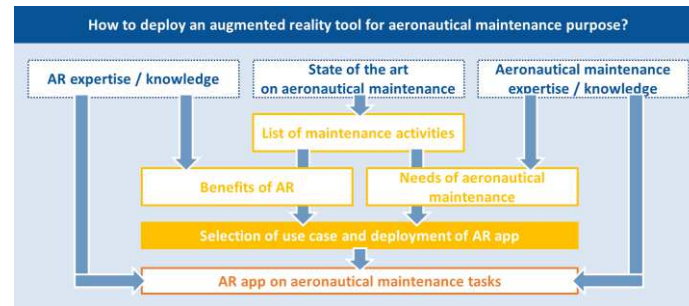 How to deploy an augmented reality tool for aeronautical maintenance purpose?
AR expertise / knowledge
State of the art
on aeronautical maintenance
Aeronautical maintenance
expertise / knowledge
List of maintenance activities
Benefits of AR
Needs of aeronautical
maintenance
Selection of use case and deployment of AR app
AR app on aeronautical maintenance tasks